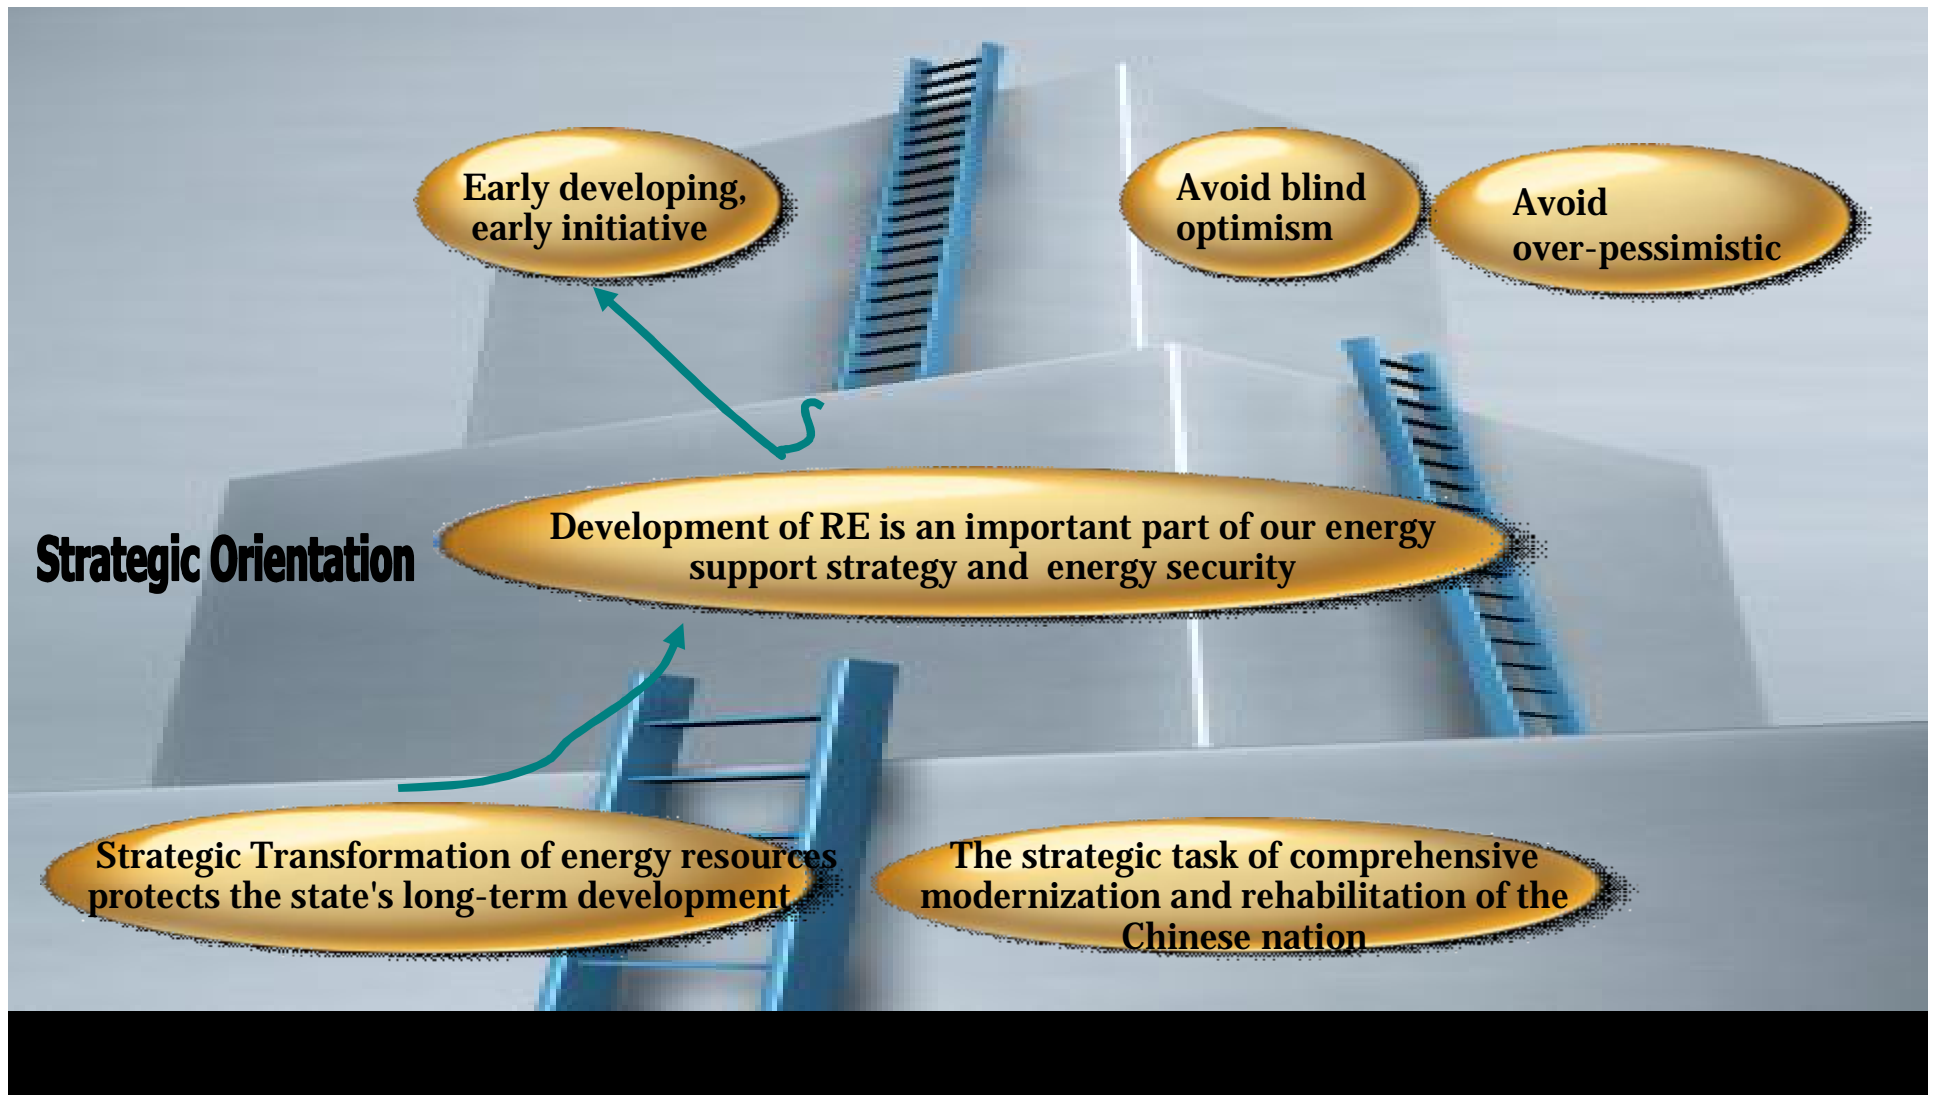 Early developing,
early initiative
Avoid blind
optimism
Avoid
over-pessimistic
Strategic Orientation
Development of RE is an important part of our energy
support strategy and energy security
Strategic Transformation of energy resources
protects the state's long-term development
The strategic task of comprehensive
modernization and rehabilitation of the
Chinese nation